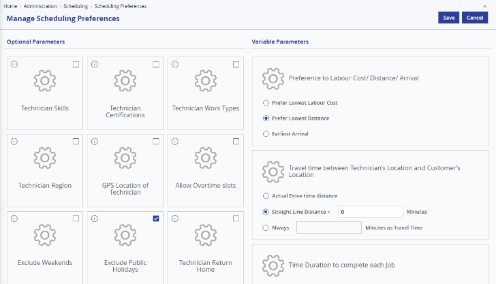 Home > Administration > Scheduling > Scheduling Preferences
Manage Scheduling Preferences
Save
Cancel
Optional Parameters
Technician Skills
Technician
Certifications
Technician Work Types
Technician Region
GPS Location of
Technician
Allow Overtime slots
Exclude Weekends
Exclude Public
Holidays
Technician Return
Home
Variable Parameters
Preference to Labour Cost/ Distance/ Arrival
Prefer Lowest Labour Cost
Prefer Lowest Distance
Earliest Arrival
Travel time between Technician's Location and Customer's
Location
Actual Drive time distance
Straight Line Distance + 0 Minutes
Always Minutes as Travel Time
Time Duration to complete each Job